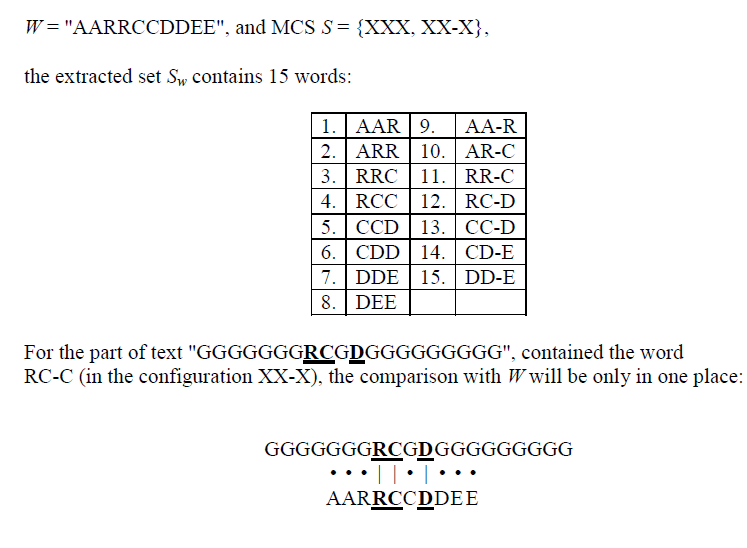 W = "AARRCCDDEE", and MCS S = {XXX, XX-X},
the extracted set Sw contains 15 words:
1. AAR 9. AA-R
2. ARR 10. AR-C
3. RRC 11. RR-C
4. RCC 12. RC-D
5. CCD 13. CC-D
6. CDD 14. CD-E
7. DDE 15. DD-E
8. DEE
For the part of text "GGGGGGGRCGDGGGGGGGGG", contained the word
RC-C (in the configuration XX-X), the comparison with W will be only in one place:
GGGGGGGRCGDGGGGGGGGG
• • • | | • | • • •
AARRCCDDEE